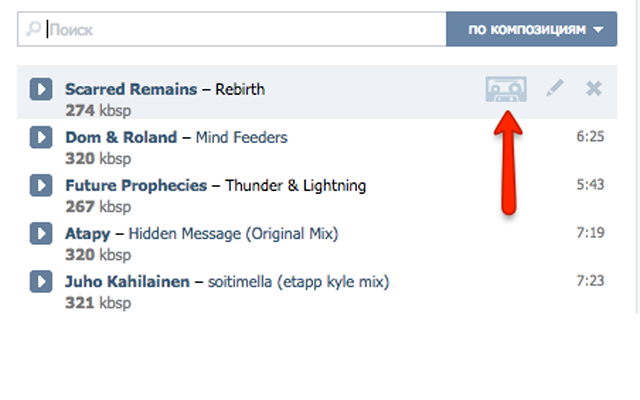 Поиск
по композициям
Scarred Remains – Rebirth
274 kbsp
Dom & Roland – Mind Feeders 6:25
320 kbsp
Future Prophecies – Thunder & Lightning 5:43
267 kbsp
Atapy – Hidden Message (Original Mix) 7:19
320 kbsp
Juho Kahilainen – soitimella (etapp kyle mix) 7:23
321 kbsp